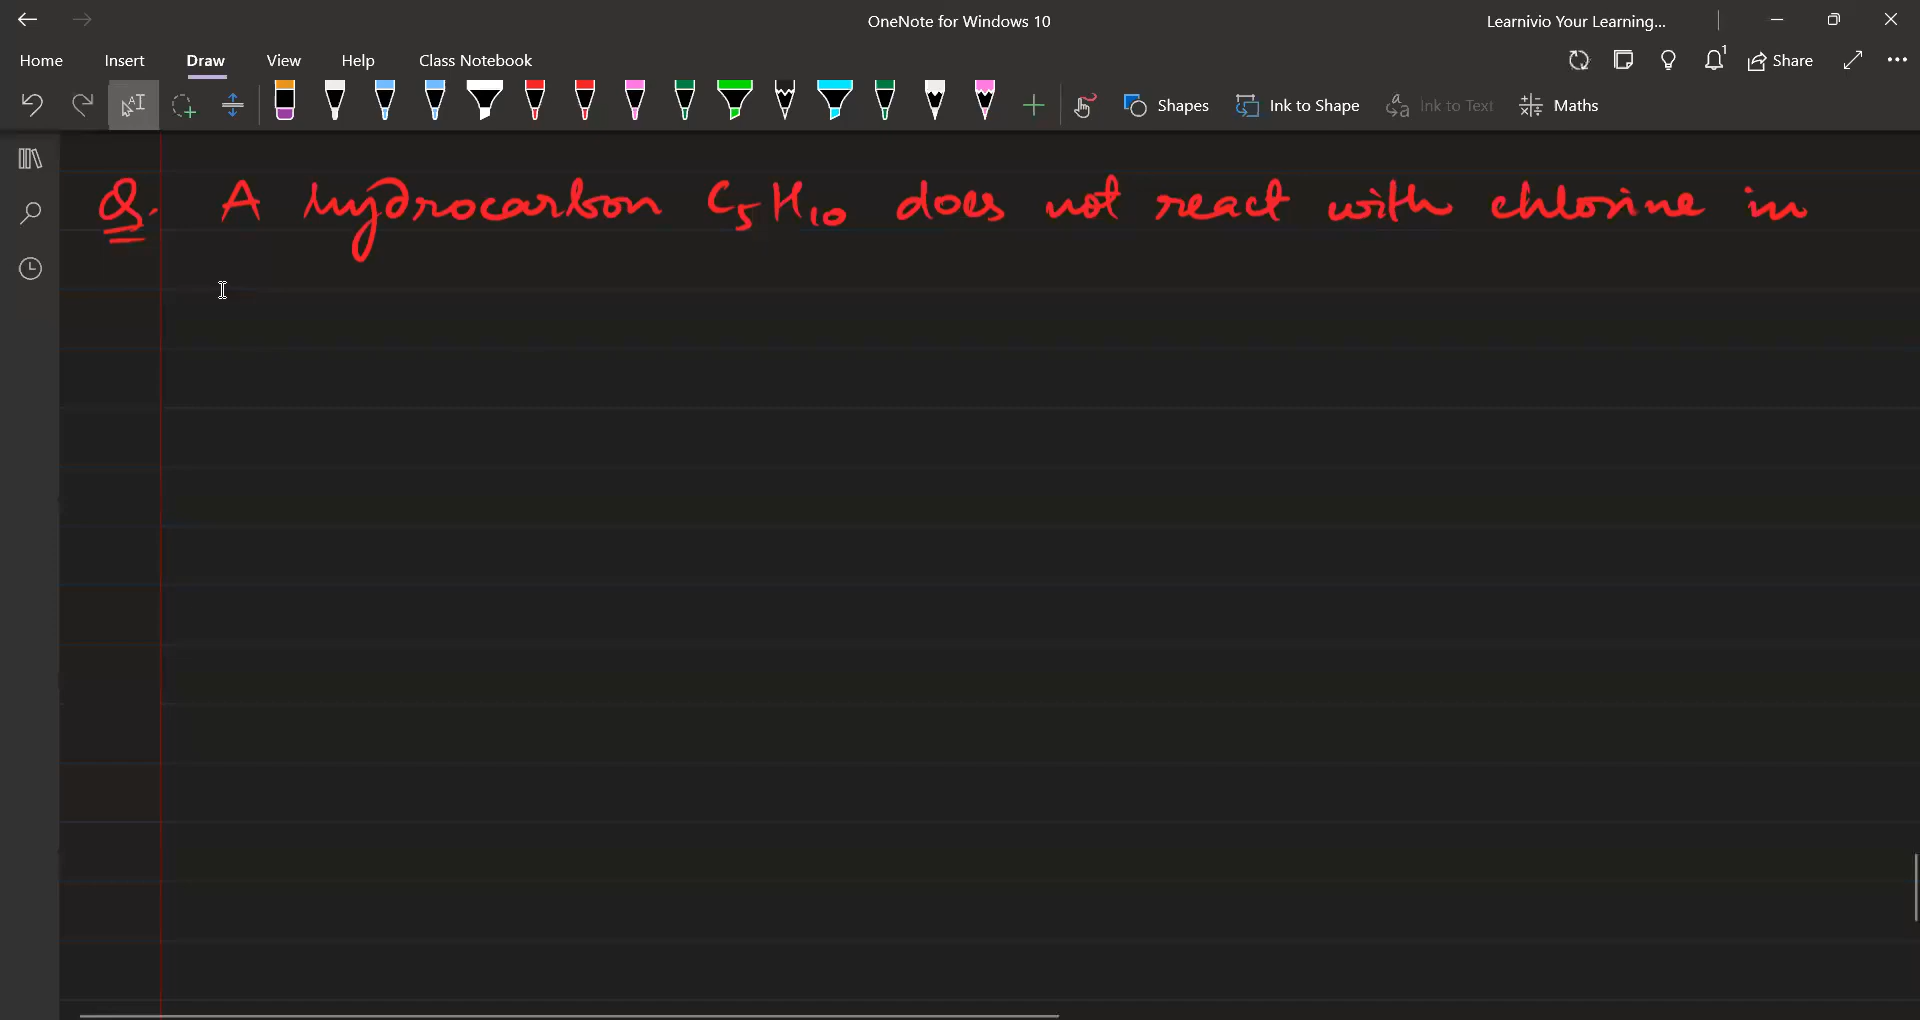 OneNote for Windows 10
Learnivio Your Learning...
Home Insert Draw View Help Class Notebook
1 Share
Shapes Ink to Shape Ink to Text Maths
Q. A hydrocarbon C₅H₁₀ does not react with chlorine in